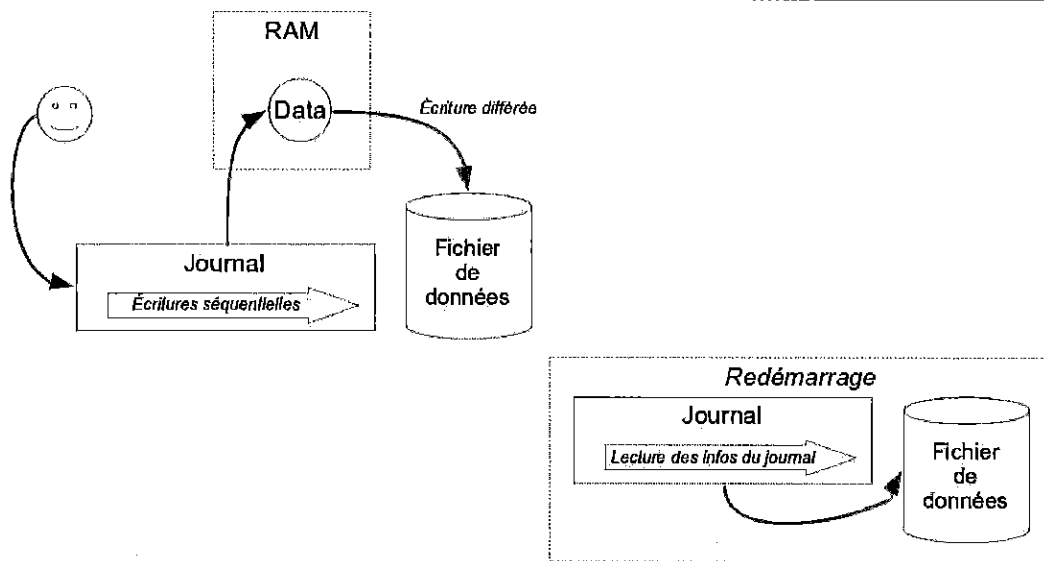 RAM
Data
Écriture différée
Journal
Écritures séquentielles
Fichier
de
données
Redémarrage
Journal
Lecture des infos du journal
Fichier
de
données